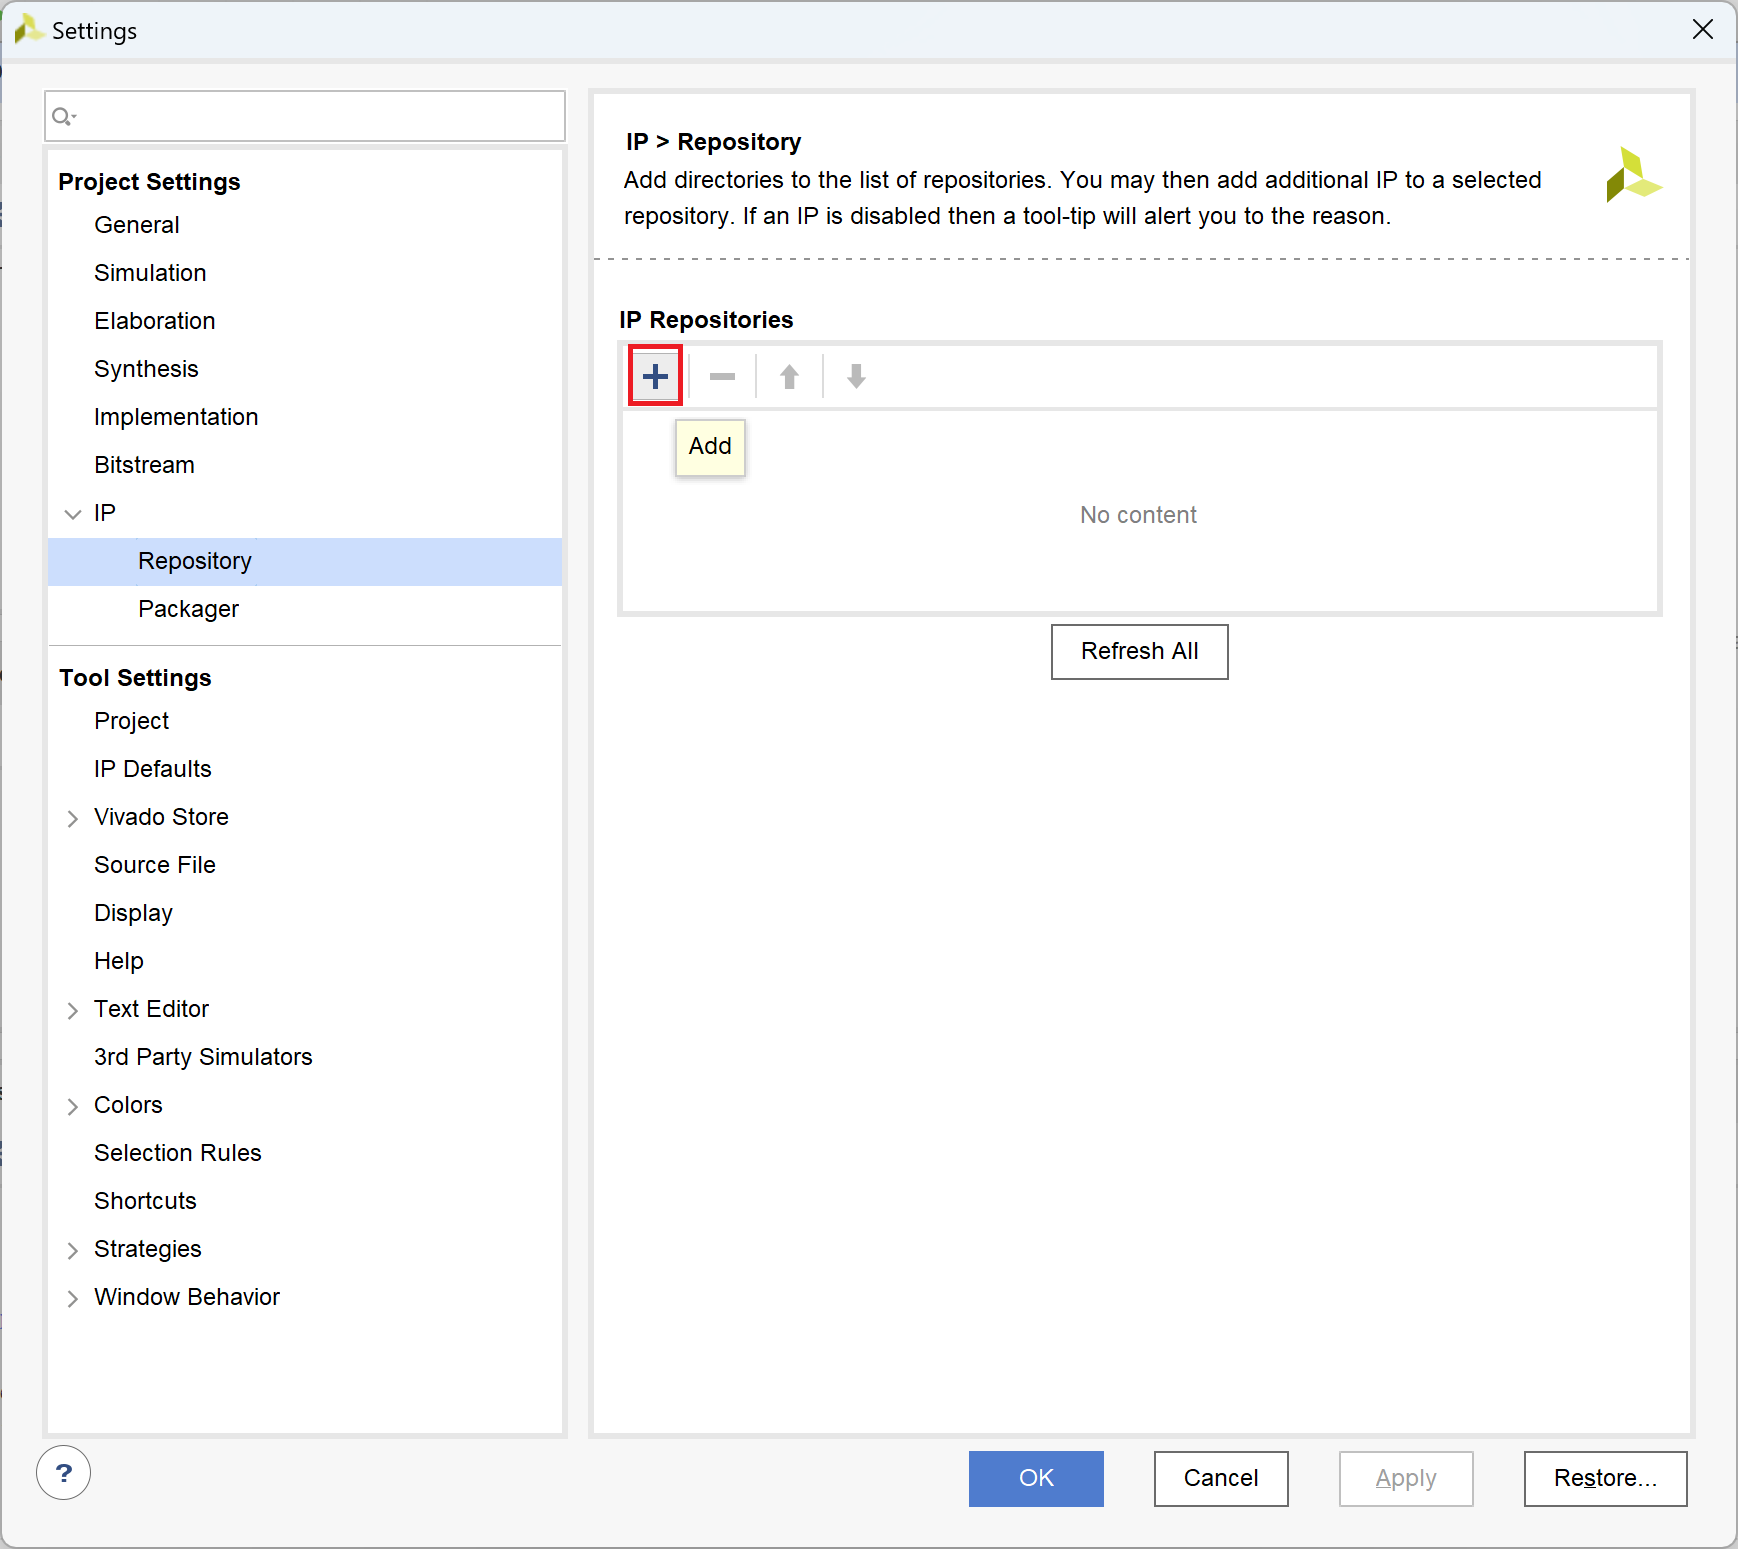 Settings
Project Settings
General
Simulation
Elaboration
Synthesis
Implementation
Bitstream
IP
Repository
Packager
Tool Settings
Project
IP Defaults
Vivado Store
Source File
Display
Help
Text Editor
3rd Party Simulators
Colors
Selection Rules
Shortcuts
Strategies
Window Behavior
IP > Repository
Add directories to the list of repositories. You may then add additional IP to a selected
repository. If an IP is disabled then a tool-tip will alert you to the reason.
IP Repositories
Add
No content
Refresh All
?
OK
Cancel
Apply
Restore...